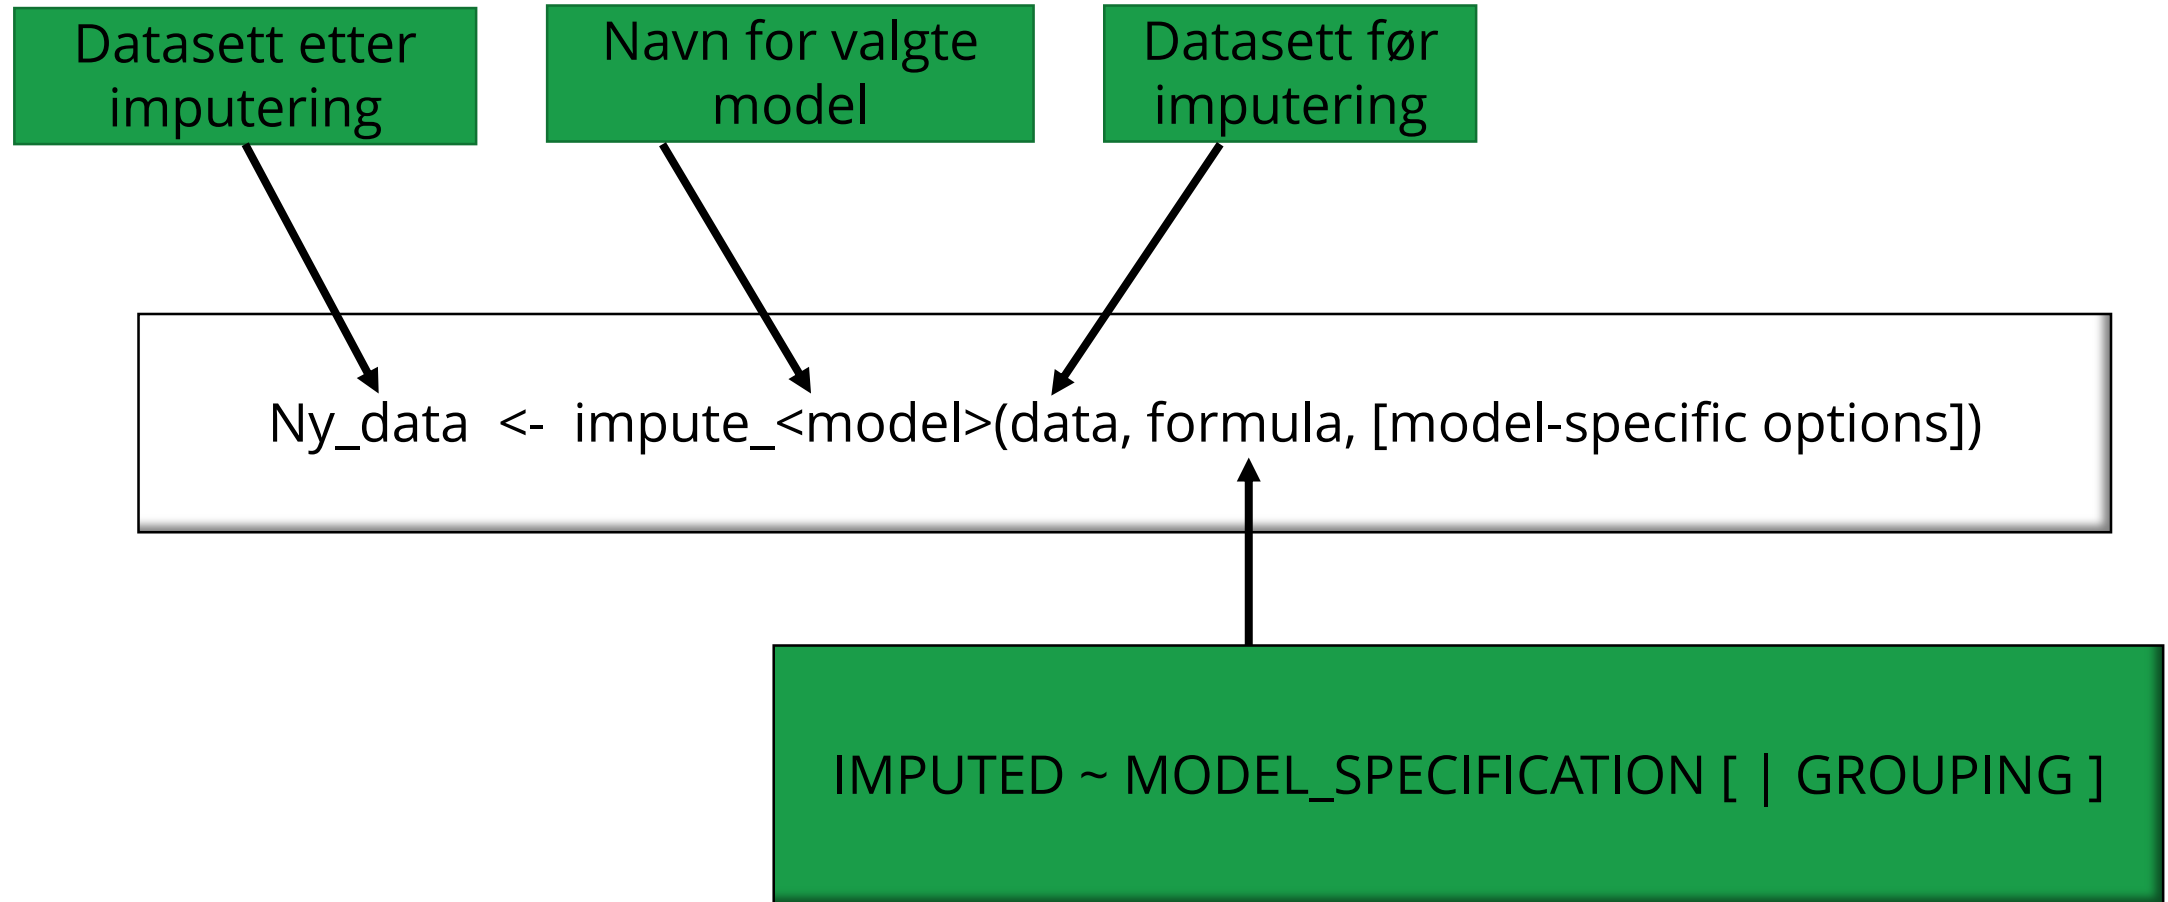 Datasett etter
imputering
Navn for valgte
model
Datasett før
imputering
Ny_data <- impute_<model>(data, formula, [model-specific options])
IMPUTED ~ MODEL_SPECIFICATION [ | GROUPING ]